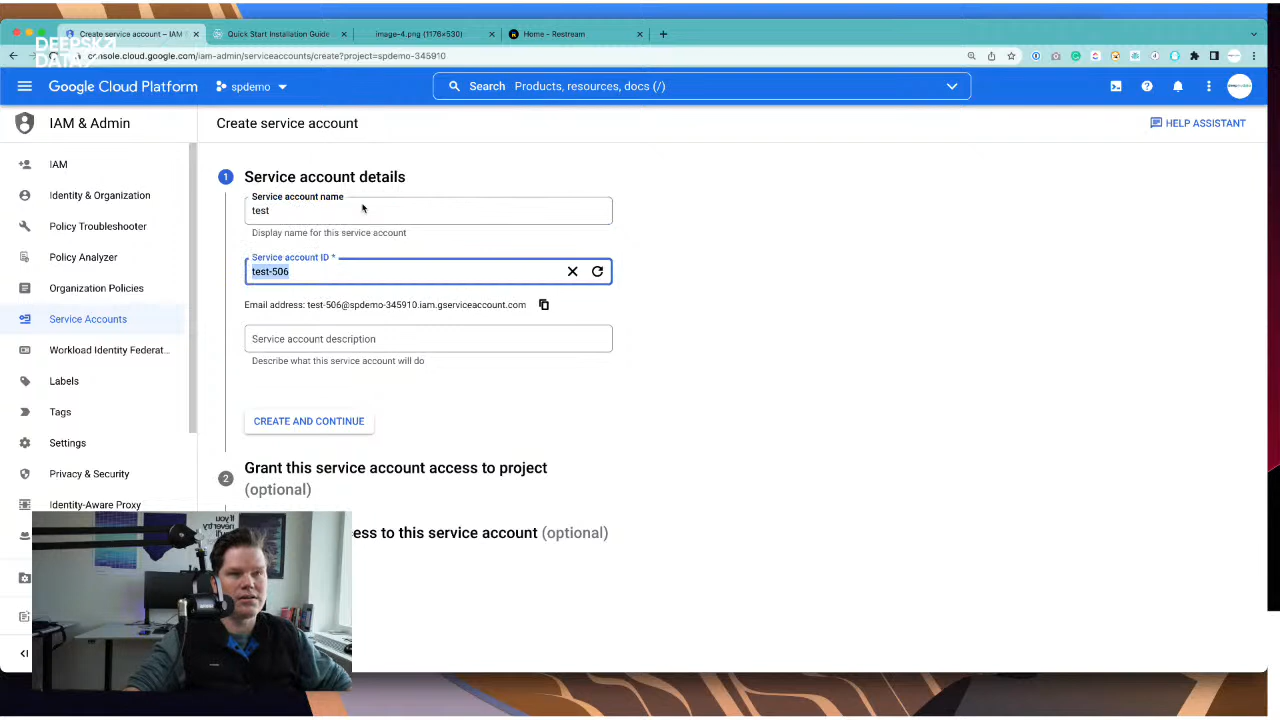 Create service account – IAM
Quick Start Installation Guide
image-4.png (1176×530)
Home - Restream
DEEPSK
DATA
console.cloud.google.com/iam-admin/serviceaccounts/create?project=spdemo-345910
Google Cloud Platform
spdemo
Search Products, resources, docs (/)
IAM & Admin
Create service account
HELP ASSISTANT
IAM
Identity & Organization
Policy Troubleshooter
Policy Analyzer
Organization Policies
Service Accounts
Workload Identity Federat...
Labels
Tags
Settings
Privacy & Security
Identity-Aware Proxy
1 Service account details
Service account name
test
Display name for this service account
Service account ID *
test-506
Email address: test-506@spdemo-345910.iam.gserviceaccount.com
Service account description
Describe what this service account will do
CREATE AND CONTINUE
2 Grant this service account access to project
(optional)
ess to this service account (optional)
If you
never try